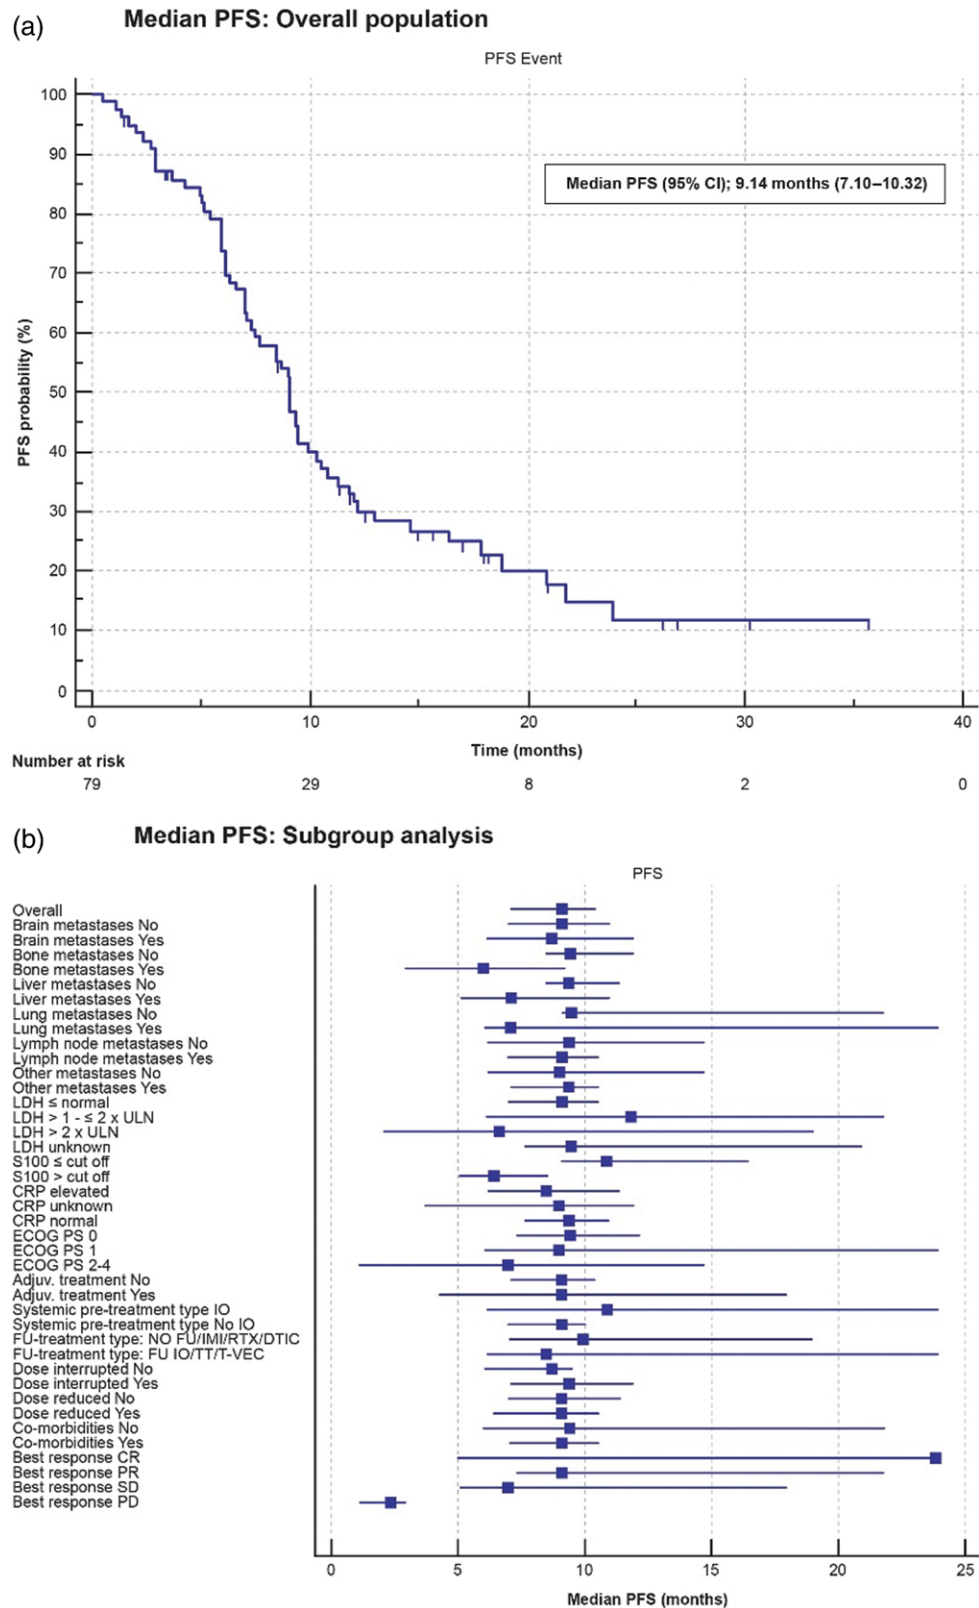 (a) Median PFS: Overall population
PFS Event
100
90
80
70
60
50
40
30
20
10
0
PFS probability (%)
Median PFS (95% CI); 9.14 months (7.10–10.32)
0 10 20 30 40
Time (months)
Number at risk
79 29 8 2 0
(b) Median PFS: Subgroup analysis
PFS
Overall
Brain metastases No
Brain metastases Yes
Bone metastases No
Bone metastases Yes
Liver metastases No
Liver metastases Yes
Lung metastases No
Lung metastases Yes
Lymph node metastases No
Lymph node metastases Yes
Other metastases No
Other metastases Yes
LDH ≤ normal
LDH > 1 - ≤ 2 x ULN
LDH > 2 x ULN
LDH unknown
S100 ≤ cut off
S100 > cut off
CRP elevated
CRP unknown
CRP normal
ECOG PS 0
ECOG PS 1
ECOG PS 2-4
Adjuv. treatment No
Adjuv. treatment Yes
Systemic pre-treatment type IO
Systemic pre-treatment type No IO
FU-treatment type: NO FU/IMI/RTX/DTIC
FU-treatment type: FU IO/TT/T-VEC
Dose interrupted No
Dose interrupted Yes
Dose reduced No
Dose reduced Yes
Co-morbidities No
Co-morbidities Yes
Best response CR
Best response PR
Best response SD
Best response PD
0 5 10 15 20 25
Median PFS (months)